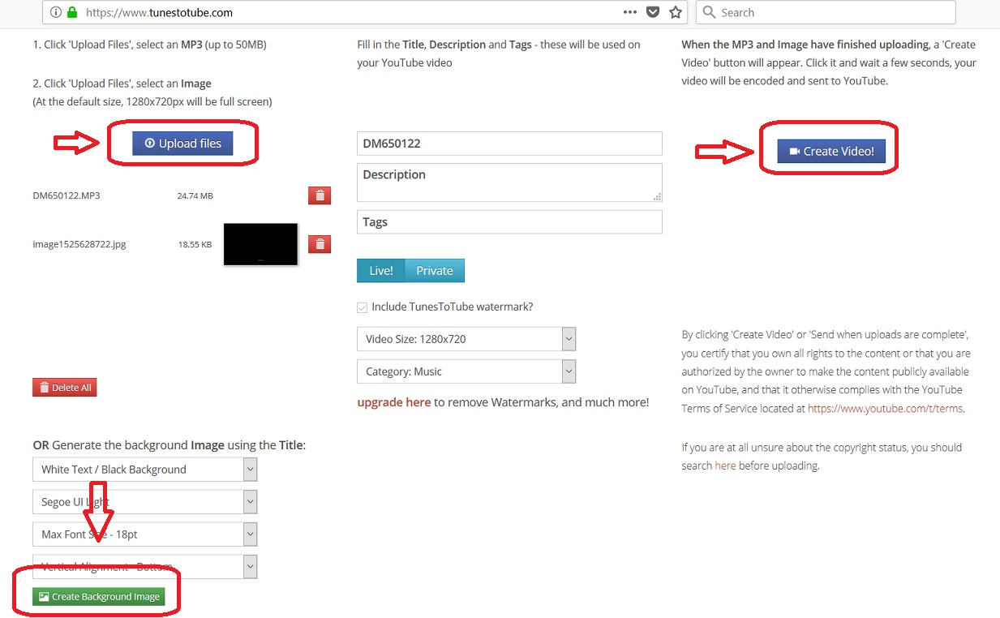 https://www.tunestotube.com
Search
1. Click 'Upload Files', select an MP3 (up to 50MB)
2. Click 'Upload Files', select an Image
(At the default size, 1280x720px will be full screen)
Upload files
DM650122.MP3 24.74 MB
image1525628722.jpg 18.55 KB
Delete All
OR Generate the background Image using the Title:
White Text / Black Background
Segoe UI Light
Max Font Size - 18pt
Vertical Alignment - Bottom
Create Background Image
Fill in the Title, Description and Tags - these will be used on
your YouTube video
DM650122
Description
Tags
Live! Private
Include TunesToTube watermark?
Video Size: 1280x720
Category: Music
upgrade here to remove Watermarks, and much more!
When the MP3 and Image have finished uploading, a 'Create
Video' button will appear. Click it and wait a few seconds, your
video will be encoded and sent to YouTube.
Create Video!
By clicking 'Create Video' or 'Send when uploads are complete',
you certify that you own all rights to the content or that you are
authorized by the owner to make the content publicly available
on YouTube, and that it otherwise complies with the YouTube
Terms of Service located at https://www.youtube.com/t/terms.
If you are at all unsure about the copyright status, you should
search here before uploading.